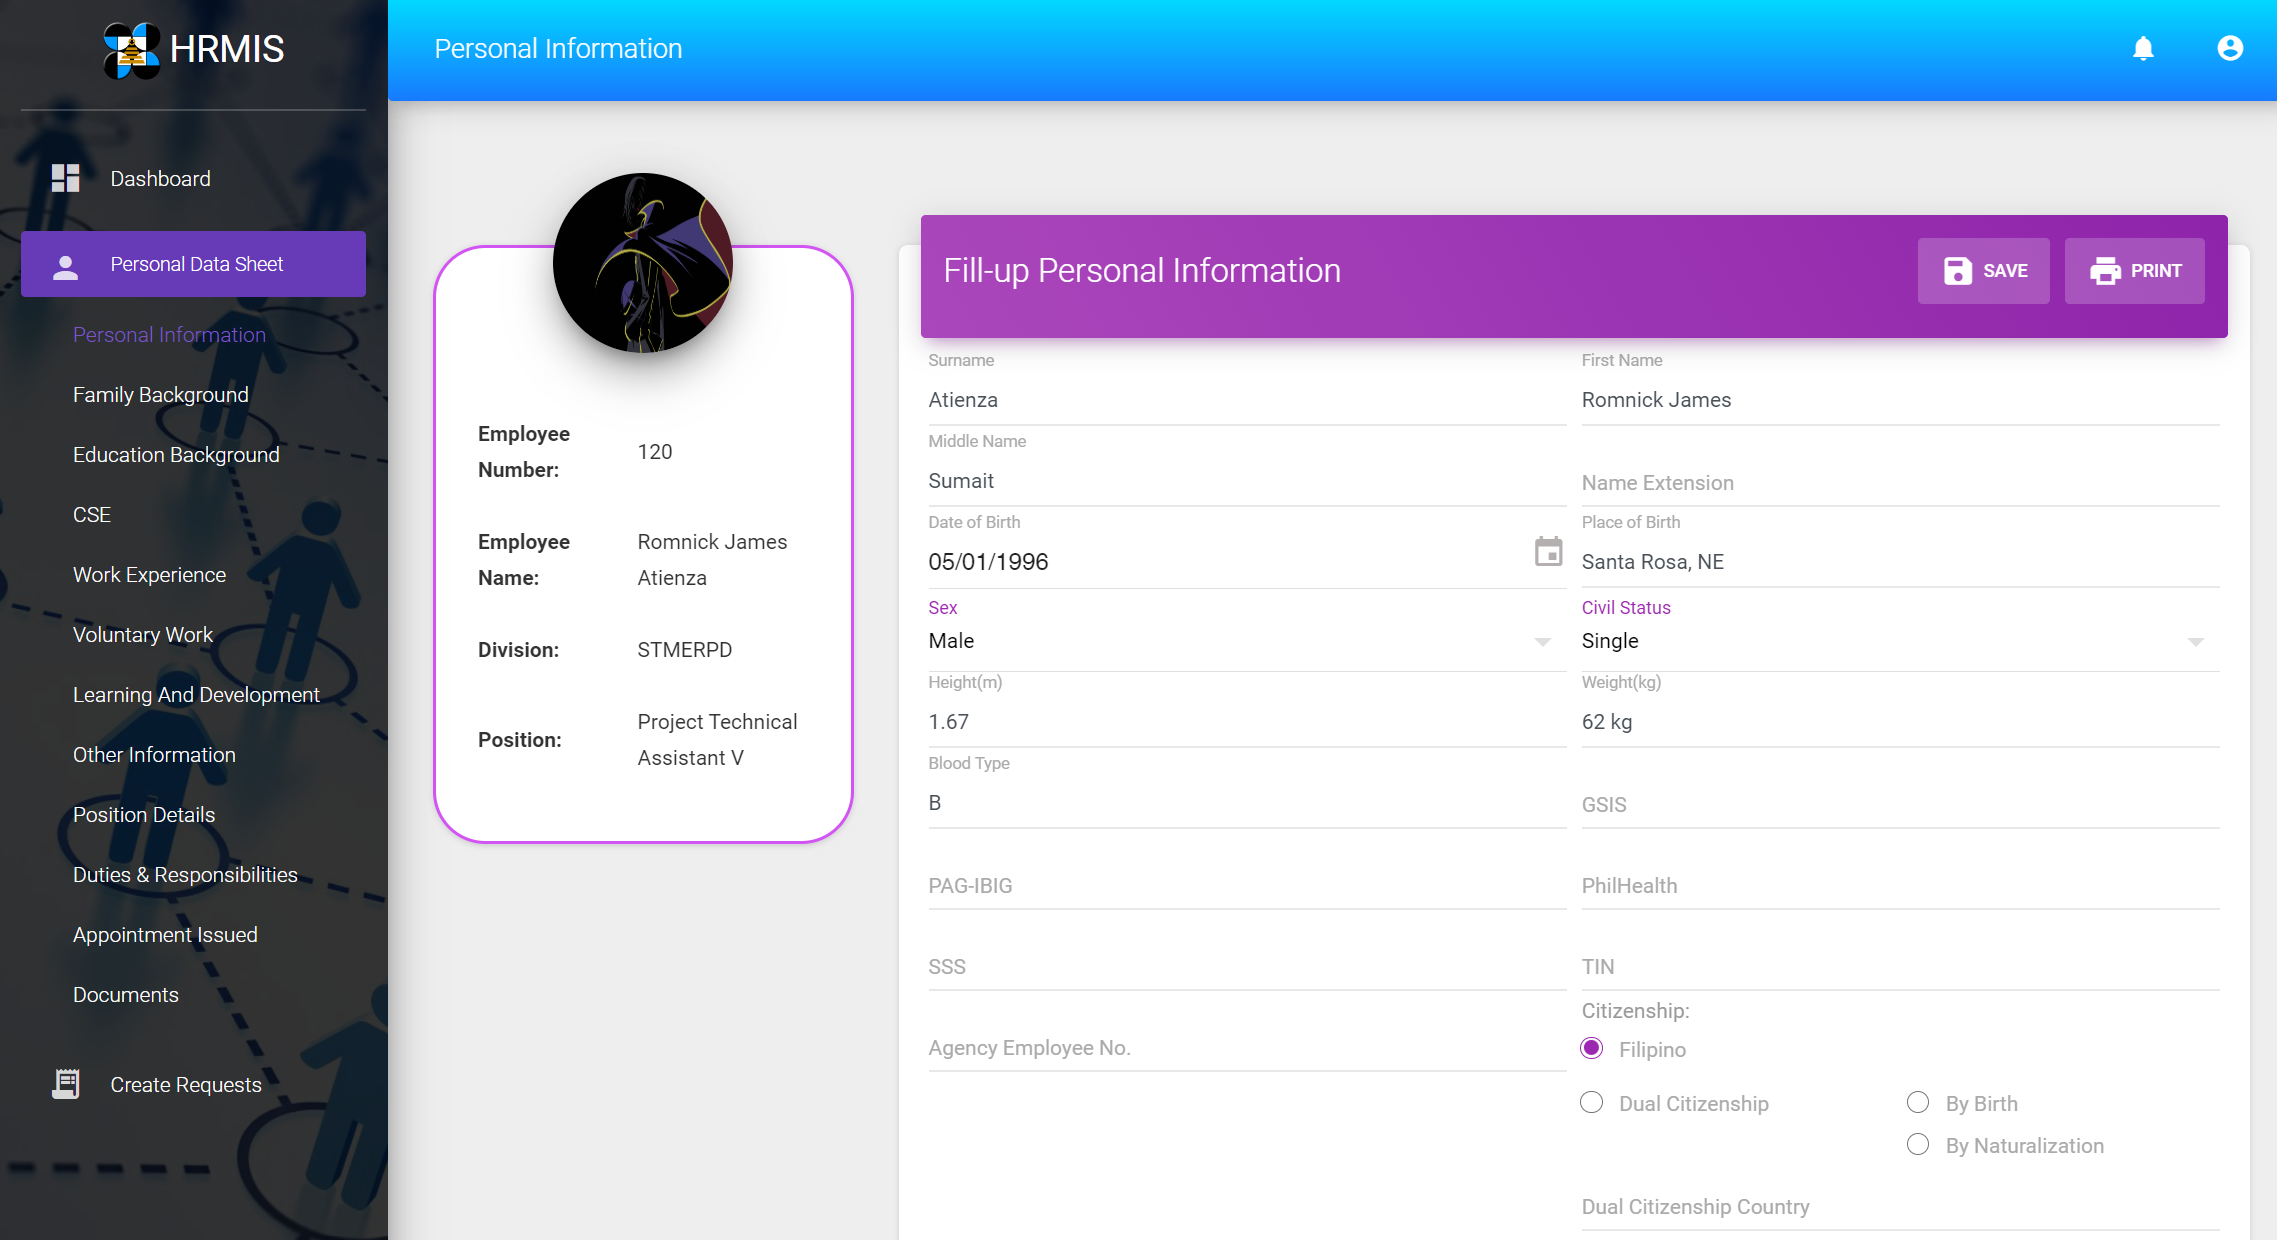 HRMIS
Dashboard
Personal Data Sheet
Personal Information
Family Background
Education Background
CSE
Work Experience
Voluntary Work
Learning And Development
Other Information
Position Details
Duties & Responsibilities
Appointment Issued
Documents
Create Requests
Personal Information
Employee Number: 120
Employee Name: Romnick James Atienza
Division: STMERPD
Position: Project Technical Assistant V
Fill-up Personal Information
SAVE PRINT
Surname
Atienza
First Name
Romnick James
Middle Name
Sumait
Name Extension
Date of Birth
05/01/1996
Place of Birth
Santa Rosa, NE
Sex
Male
Civil Status
Single
Height(m)
1.67
Weight(kg)
62 kg
Blood Type
B
GSIS
PAG-IBIG
PhilHealth
SSS
TIN
Agency Employee No.
Citizenship:
Filipino
Dual Citizenship
By Birth
By Naturalization
Dual Citizenship Country